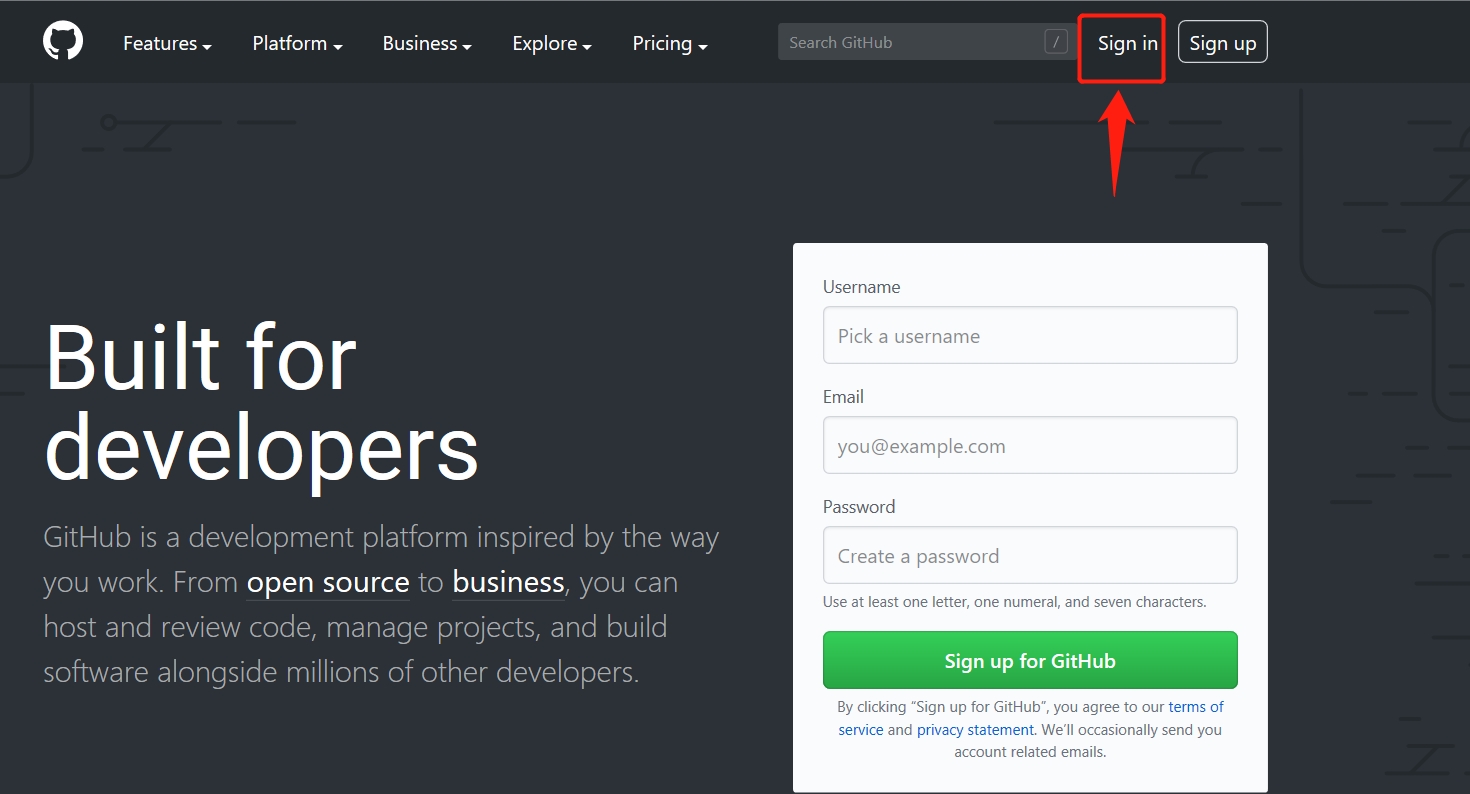 Features Platform Business Explore Pricing Search GitHub / Sign in Sign up
Built for
developers
GitHub is a development platform inspired by the way
you work. From open source to business, you can
host and review code, manage projects, and build
software alongside millions of other developers.
Username
Pick a username
Email
you@example.com
Password
Create a password
Use at least one letter, one numeral, and seven characters.
Sign up for GitHub
By clicking “Sign up for GitHub”, you agree to our terms of
service and privacy statement. We’ll occasionally send you
account related emails.